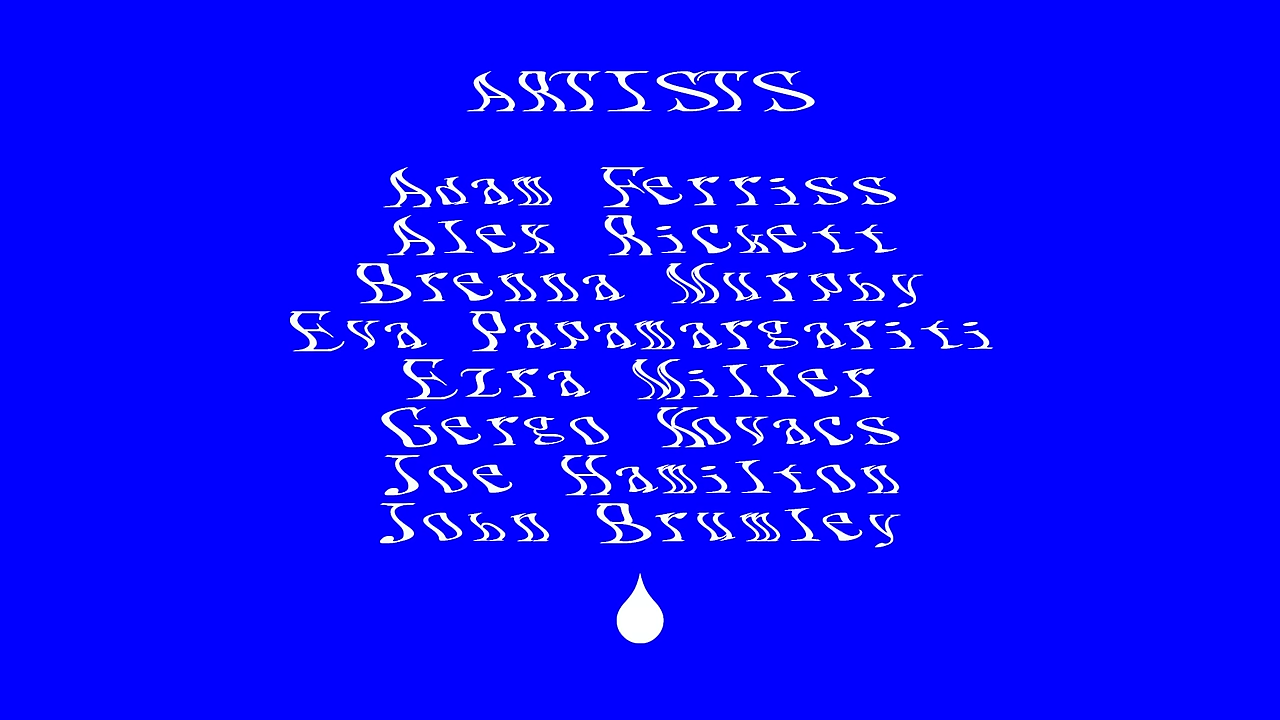 ARTISTS
Adam Ferriss
Alex Rickett
Brenna Murphy
Eva Papamargariti
Ezra Miller
Gergo Kovacs
Joe Hamilton
John Brumley